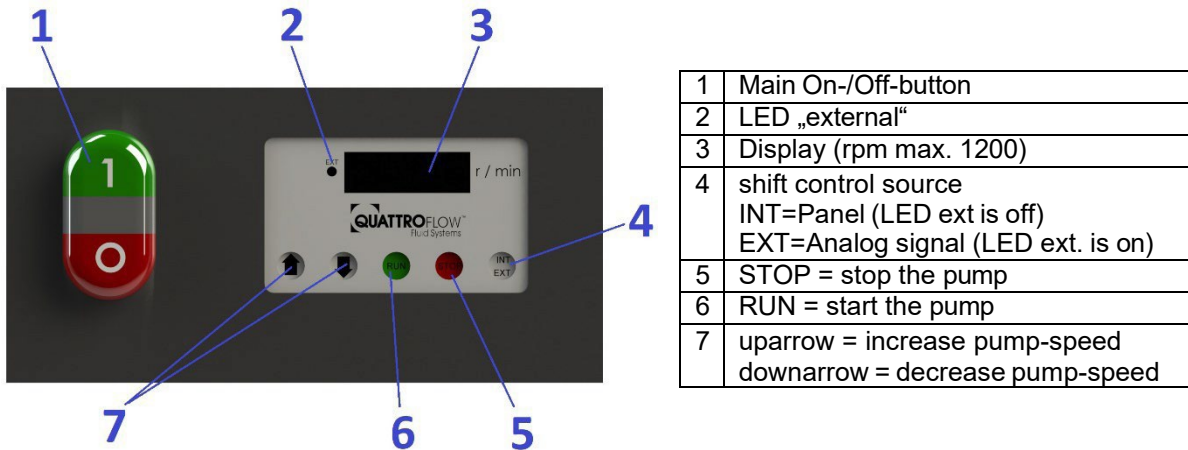 1
2
3
1
O
EXT
r / min
QUATTROFLOW™
Fluid Systems
RUN
STOP
INT
EXT
4
7
6
5
1 Main On-/Off-button
2 LED „external“
3 Display (rpm max. 1200)
4 shift control source
INT=Panel (LED ext is off)
EXT=Analog signal (LED ext. is on)
5 STOP = stop the pump
6 RUN = start the pump
7 uparrow = increase pump-speed
downarrow = decrease pump-speed